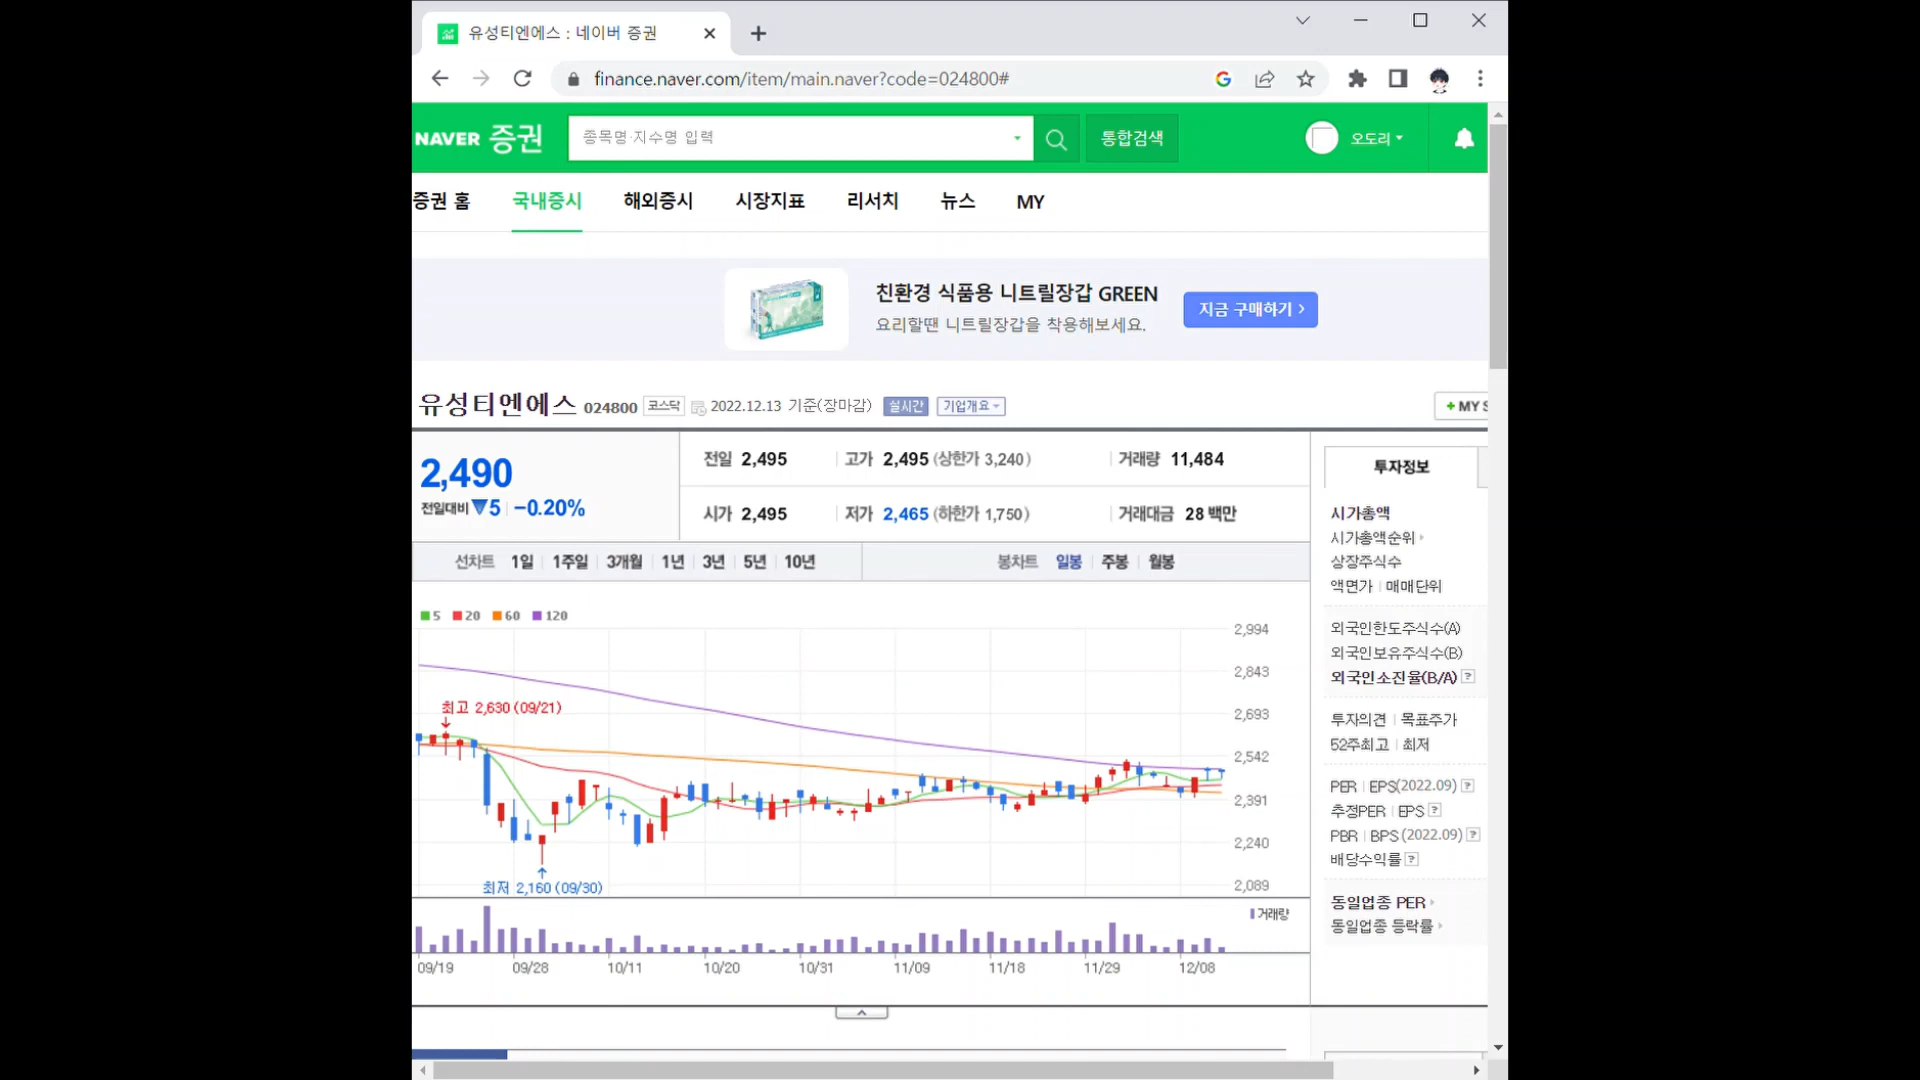 유성티엔에스 : 네이버 증권
finance.naver.com/item/main.naver?code=024800#
NAVER 증권
종목명·지수명 입력
통합검색
오도리
증권 홈 국내증시 해외증시 시장지표 리서치 뉴스 MY
친환경 식품용 니트릴장갑 GREEN
요리할땐 니트릴장갑을 착용해보세요.
지금 구매하기 >
유성티엔에스 024800 코스닥 2022.12.13 기준(장마감) 실시간 기업개요
+ MY S
2,490
전일대비 ▼5 -0.20%
전일 2,495 고가 2,495 (상한가 3,240) 거래량 11,484
시가 2,495 저가 2,465 (하한가 1,750) 거래대금 28 백만
선차트 1일 1주일 3개월 1년 3년 5년 10년 봉차트 일봉 주봉 월봉
5 20 60 120
2,994
2,843
2,693
2,542
2,391
2,240
2,089
최고 2,630 (09/21)
최저 2,160 (09/30)
거래량
09/19 09/28 10/11 10/20 10/31 11/09 11/18 11/29 12/08
투자정보
시가총액
시가총액순위
상장주식수
액면가 매매단위
외국인한도주식수(A)
외국인보유주식수(B)
외국인소진율(B/A) ?
투자의견 목표주가
52주최고 최저
PER EPS(2022.09) ?
추정PER EPS ?
PBR BPS (2022.09) ?
배당수익률 ?
동일업종 PER
동일업종 등락률